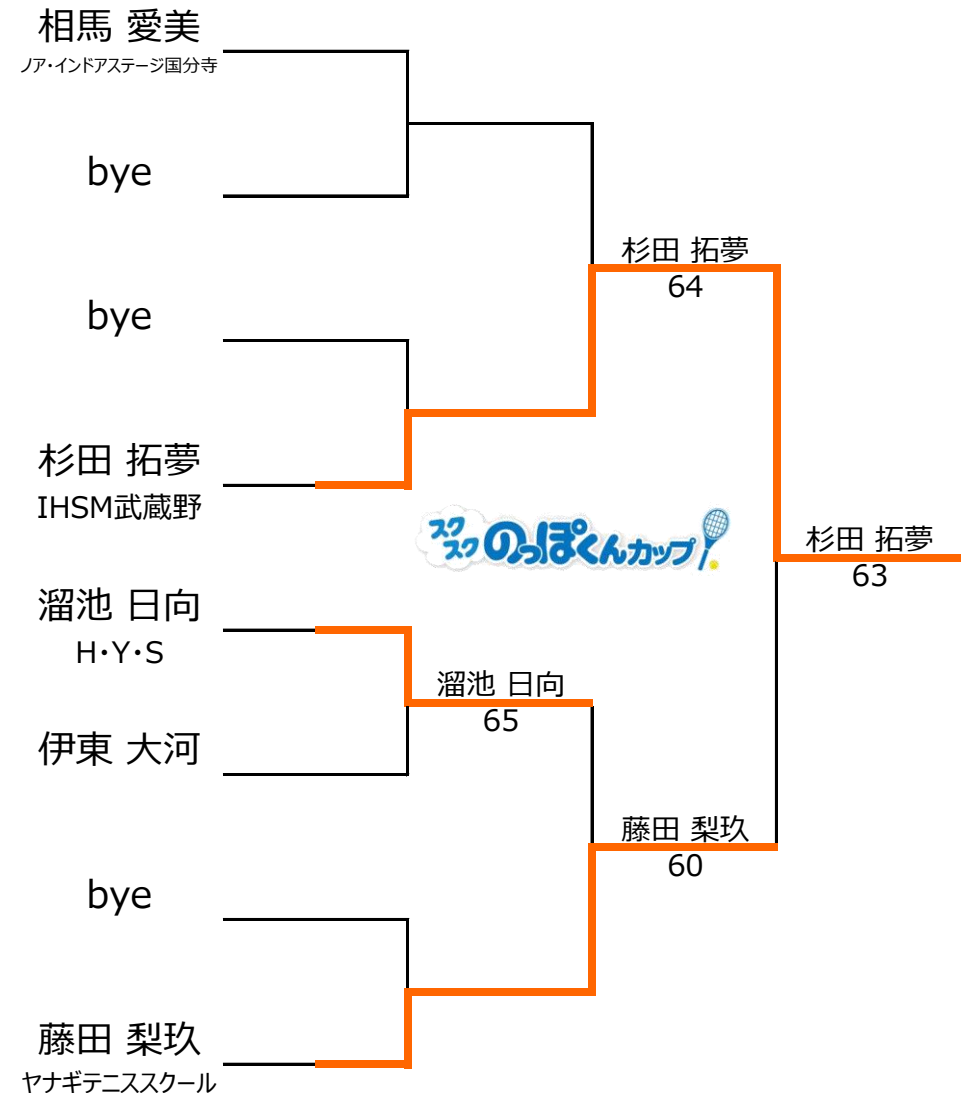 相馬 愛美
ノア・インドアステージ国分寺
bye
bye
杉田 拓夢
64
杉田 拓夢
IHSM武蔵野
スクスク のっぽくんカップ
杉田 拓夢
63
溜池 日向
H・Y・S
溜池 日向
65
伊東 大河
藤田 梨玖
60
bye
藤田 梨玖
ヤナギテニススクール